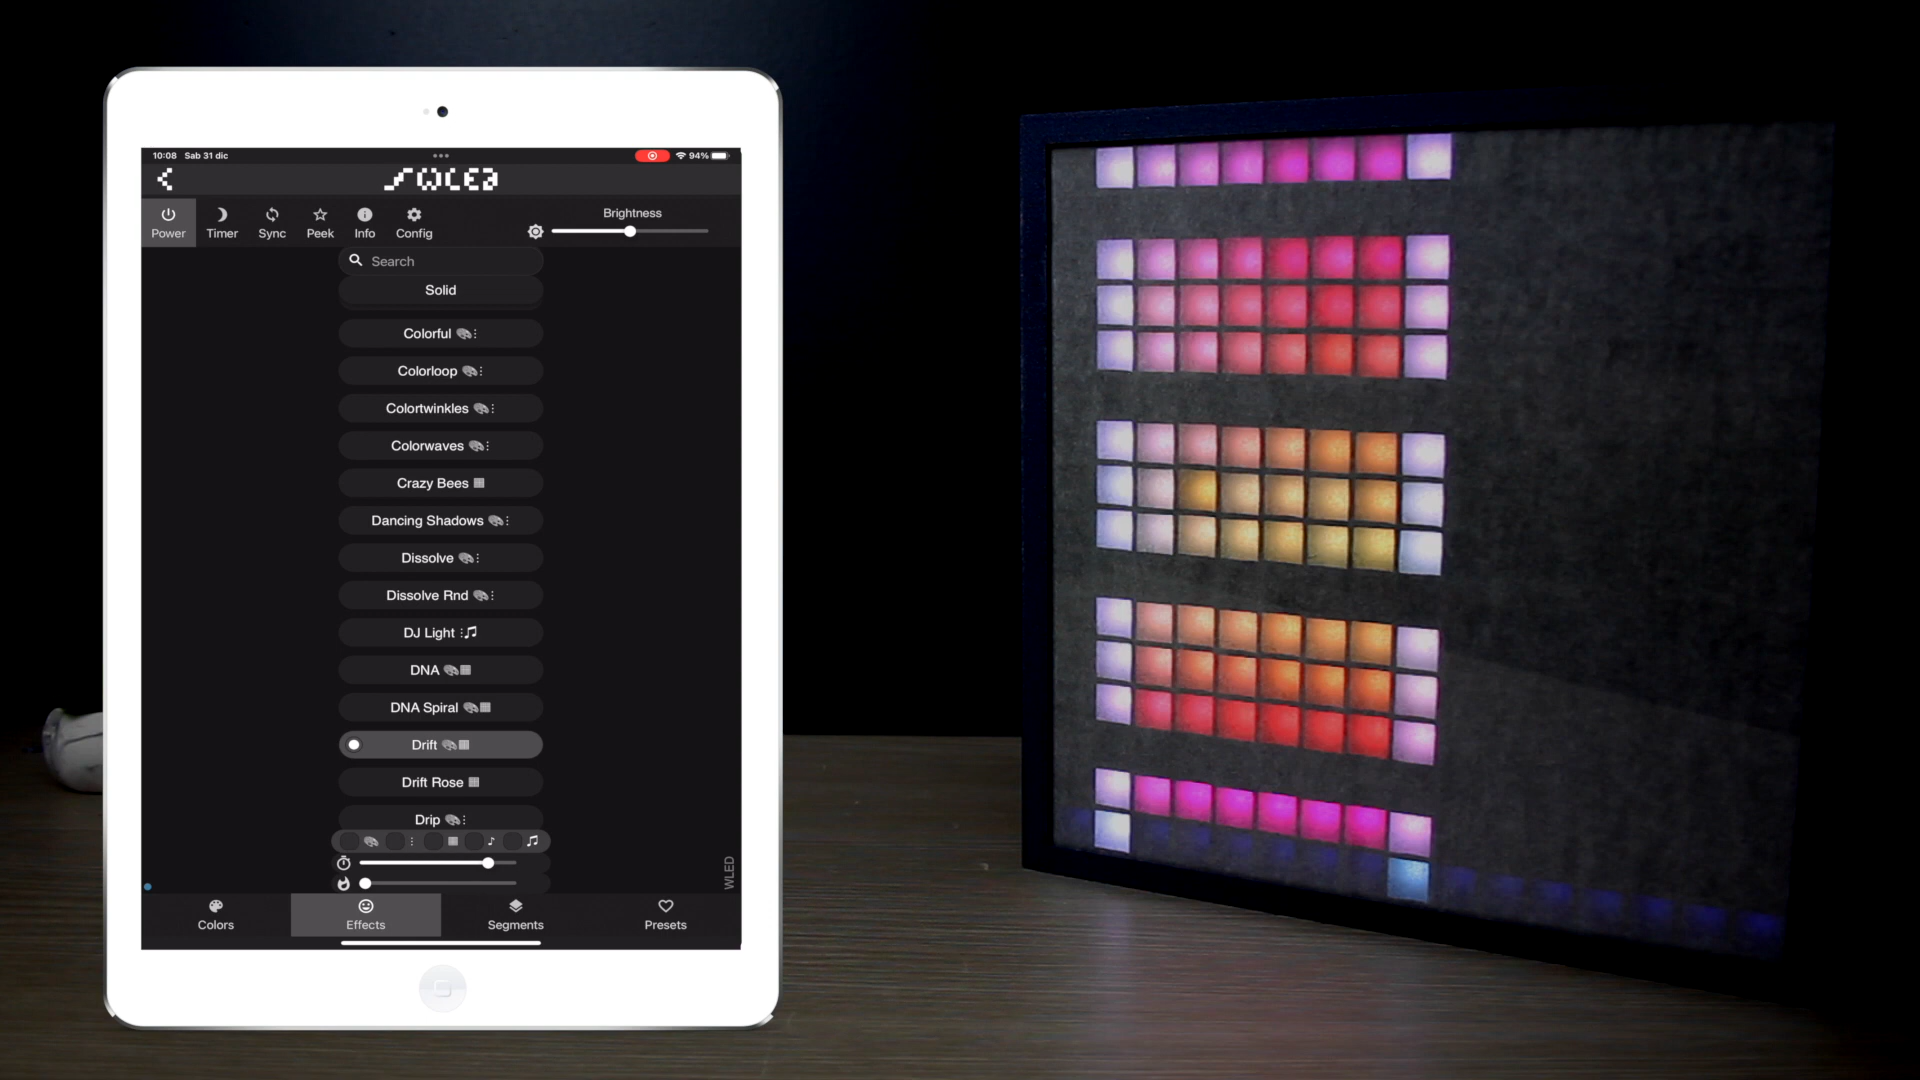 10:08 Sab 31 dic
94%
Power
Timer
Sync
Peek
Info
Config
Brightness
Search
Solid
Colorful
Colorloop
Colortwinkles
Colorwaves
Crazy Bees
Dancing Shadows
Dissolve
Dissolve Rnd
DJ Light
DNA
DNA Spiral
Drift
Drift Rose
Drip
WLED
Colors
Effects
Segments
Presets